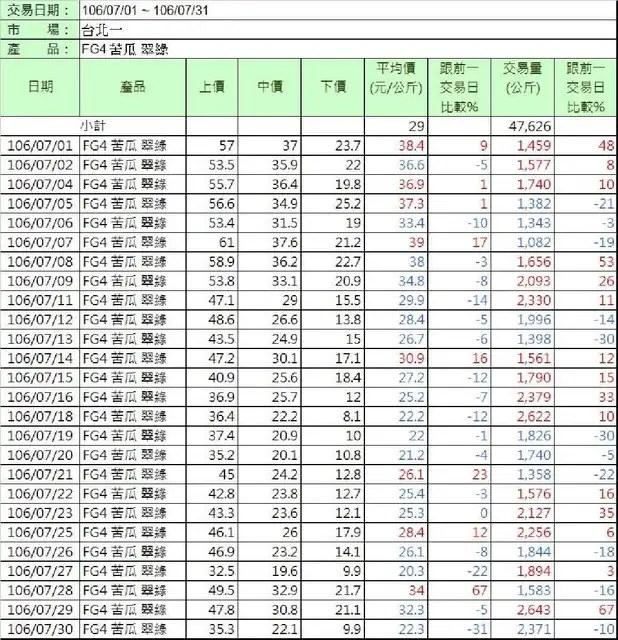 交易日期： 106/07/01 ~ 106/07/31
市 場： 台北一
產 品： FG4 苦瓜 翠綠
日期 產品 上價 中價 下價 平均價 (元/公斤) 跟前一交易日比較% 交易量 (公斤) 跟前一交易日比較%
小計 29 47,626
106/07/01 FG4 苦瓜 翠綠 57 37 23.7 38.4 9 1,459 48
106/07/02 FG4 苦瓜 翠綠 53.5 35.9 22 36.6 -5 1,577 8
106/07/04 FG4 苦瓜 翠綠 55.7 36.4 19.8 36.9 1 1,740 10
106/07/05 FG4 苦瓜 翠綠 56.6 34.9 25.2 37.3 1 1,382 -21
106/07/06 FG4 苦瓜 翠綠 53.4 31.5 19 33.4 -10 1,343 -3
106/07/07 FG4 苦瓜 翠綠 61 37.6 21.2 39 17 1,082 -19
106/07/08 FG4 苦瓜 翠綠 58.9 36.2 22.7 38 -3 1,656 53
106/07/09 FG4 苦瓜 翠綠 53.8 33.1 20.9 34.8 -8 2,093 26
106/07/11 FG4 苦瓜 翠綠 47.1 29 15.5 29.9 -14 2,330 11
106/07/12 FG4 苦瓜 翠綠 48.6 26.6 13.8 28.4 -5 1,996 -14
106/07/13 FG4 苦瓜 翠綠 43.5 24.9 15 26.7 -6 1,398 -30
106/07/14 FG4 苦瓜 翠綠 47.2 30.1 17.1 30.9 16 1,561 12
106/07/15 FG4 苦瓜 翠綠 40.9 25.6 18.4 27.2 -12 1,790 15
106/07/16 FG4 苦瓜 翠綠 36.9 25.7 12 25.2 -7 2,379 33
106/07/18 FG4 苦瓜 翠綠 36.4 22.2 8.1 22.2 -12 2,622 10
106/07/19 FG4 苦瓜 翠綠 37.4 20.9 10 22 -1 1,826 -30
106/07/20 FG4 苦瓜 翠綠 35.2 20.1 10.8 21.2 -4 1,740 -5
106/07/21 FG4 苦瓜 翠綠 45 24.2 12.8 26.1 23 1,358 -22
106/07/22 FG4 苦瓜 翠綠 42.8 23.8 12.7 25.4 -3 1,576 16
106/07/23 FG4 苦瓜 翠綠 43.3 23.6 12.1 25.3 0 2,127 35
106/07/25 FG4 苦瓜 翠綠 46.1 26 17.9 28.4 12 2,256 6
106/07/26 FG4 苦瓜 翠綠 46.9 23.2 14.1 26.1 -8 1,844 -18
106/07/27 FG4 苦瓜 翠綠 32.5 19.6 9.9 20.3 -22 1,894 3
106/07/28 FG4 苦瓜 翠綠 49.5 32.9 21.7 34 67 1,583 -16
106/07/29 FG4 苦瓜 翠綠 47.8 30.8 21.1 32.3 -5 2,643 67
106/07/30 FG4 苦瓜 翠綠 35.3 22.1 9.9 22.3 -31 2,371 -10